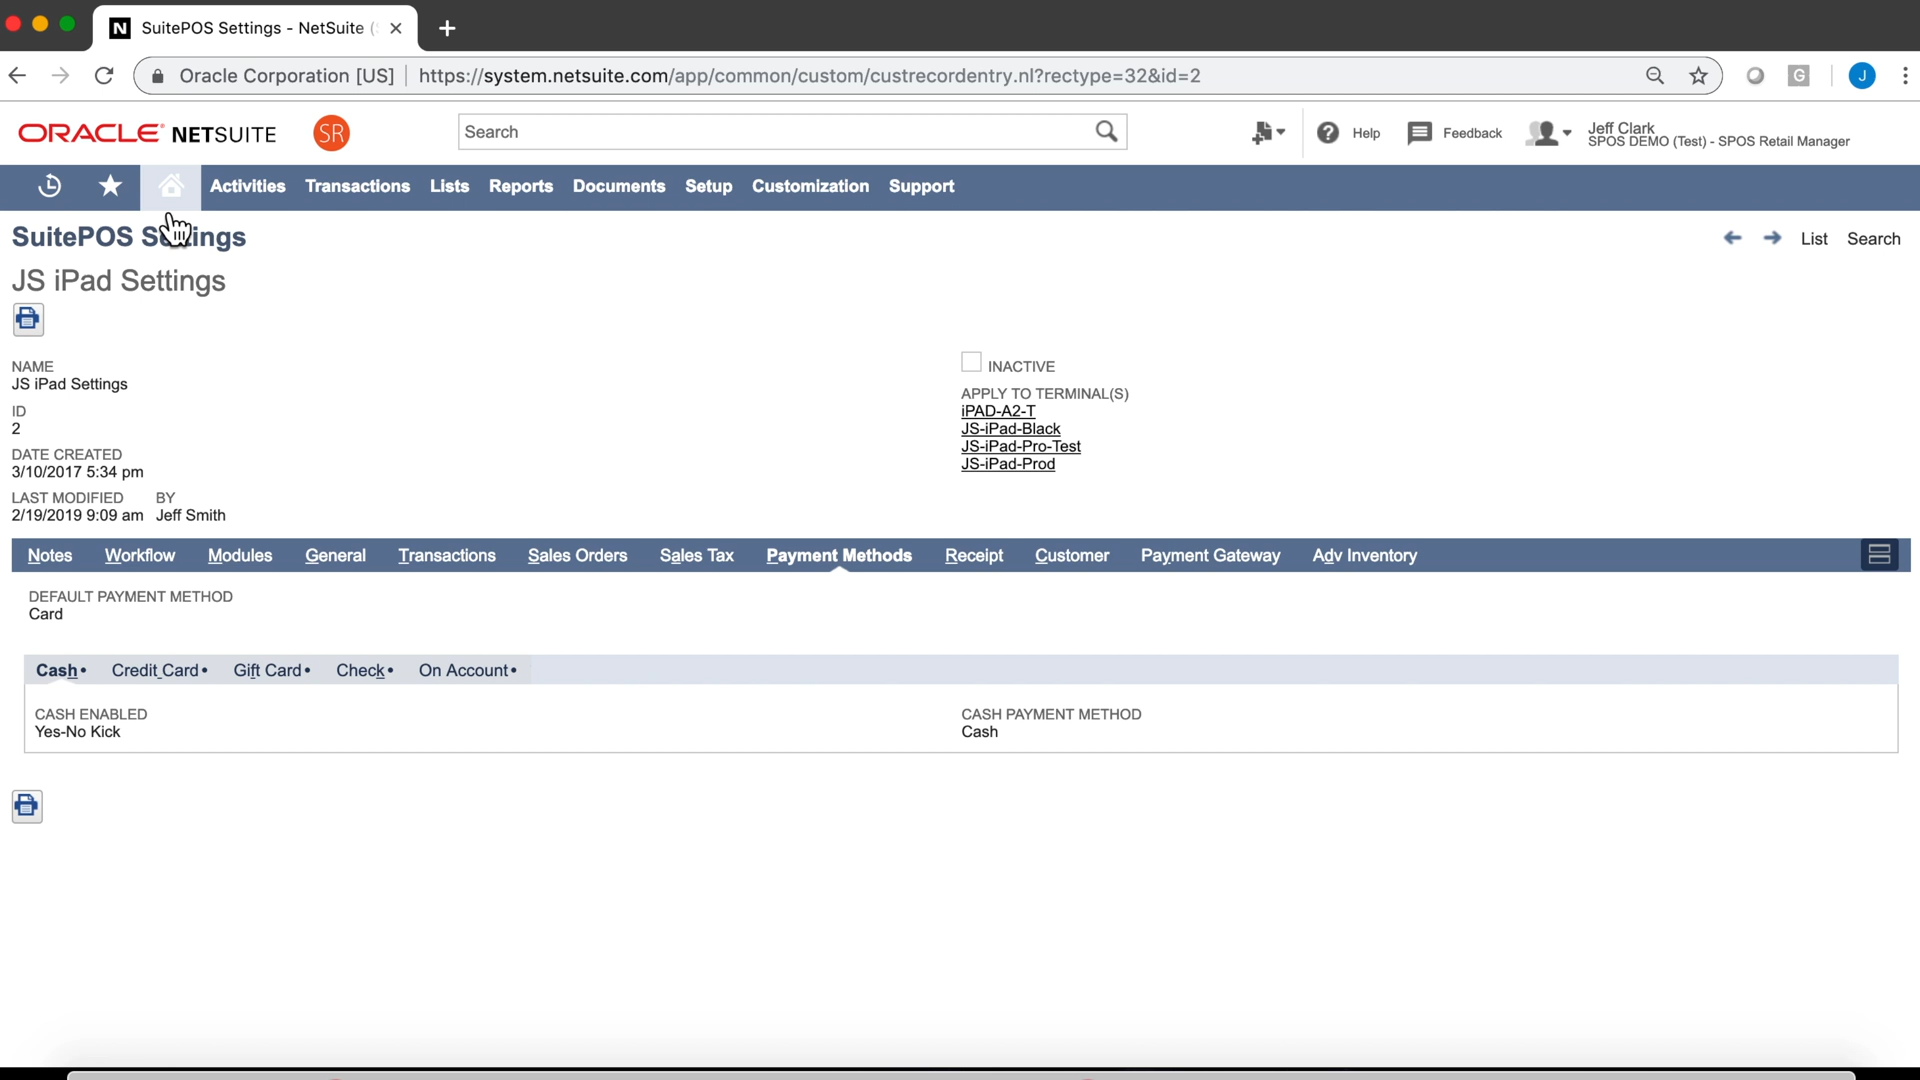 N SuitePOS Settings - NetSuite (
Oracle Corporation [US] https://system.netsuite.com/app/common/custom/custrecordentry.nl?rectype=32&id=2
G
J
ORACLE NETSUITE SR
Search
Help Feedback
Jeff Clark
SPOS DEMO (Test) - SPOS Retail Manager
Activities Transactions Lists Reports Documents Setup Customization Support
SuitePOS Settings
List Search
JS iPad Settings
NAME
JS iPad Settings
ID
2
DATE CREATED
3/10/2017 5:34 pm
LAST MODIFIED BY
2/19/2019 9:09 am Jeff Smith
INACTIVE
APPLY TO TERMINAL(S)
iPAD-A2-T
JS-iPad-Black
JS-iPad-Pro-Test
JS-iPad-Prod
Notes Workflow Modules General Transactions Sales Orders Sales Tax Payment Methods Receipt Customer Payment Gateway Adv Inventory
DEFAULT PAYMENT METHOD
Card
Cash • Credit Card • Gift Card • Check • On Account •
CASH ENABLED
Yes-No Kick
CASH PAYMENT METHOD
Cash